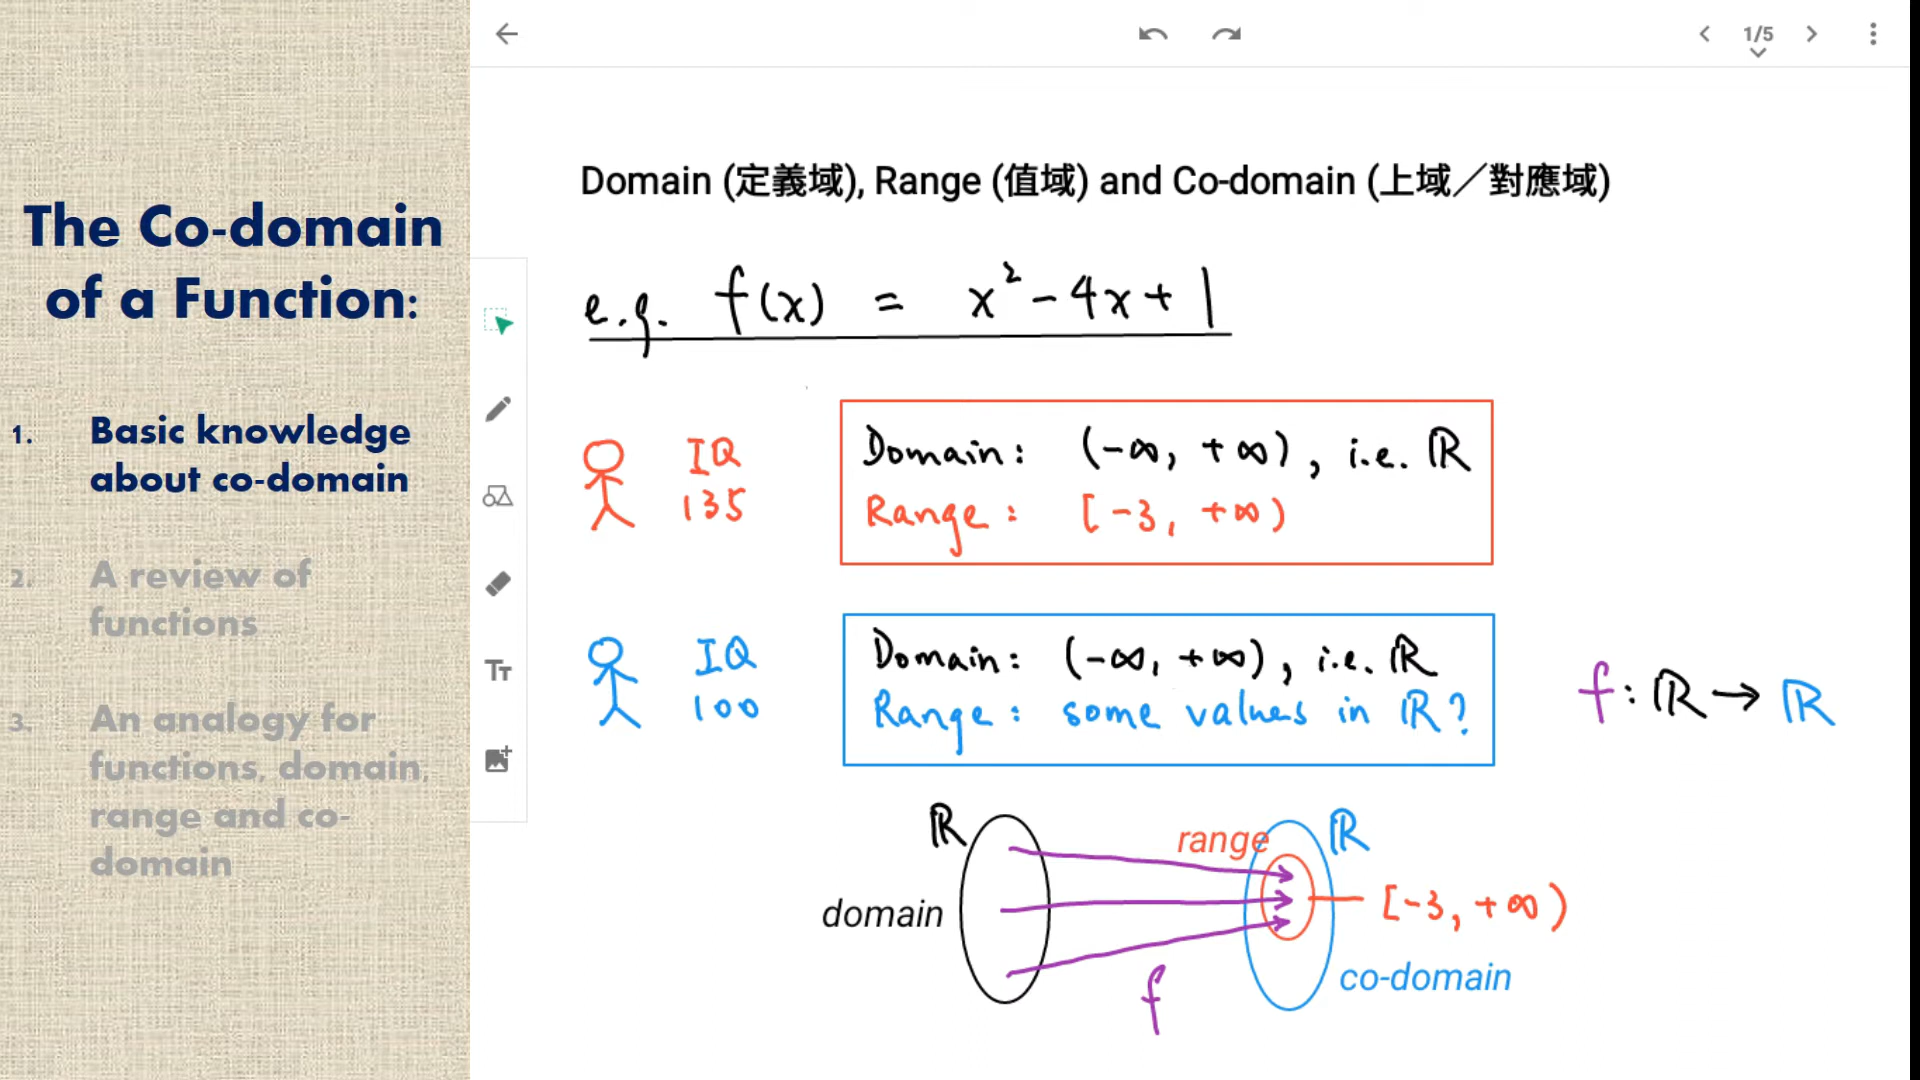 The Co-domain
of a Function:
1. Basic knowledge
about co-domain
2. A review of
functions
3. An analogy for
functions, domain,
range and co-
domain
1/5
Domain (定義域), Range (值域) and Co-domain (上域／對應域)
e.g. f(x) = x² - 4x + 1
IQ
135
Domain: (-∞, +∞), i.e. ℝ
Range: [-3, +∞)
IQ
100
Domain: (-∞, +∞), i.e. ℝ
Range: some values in ℝ?
f: ℝ → ℝ
ℝ
range
ℝ
domain
[-3, +∞)
co-domain
f
Tт